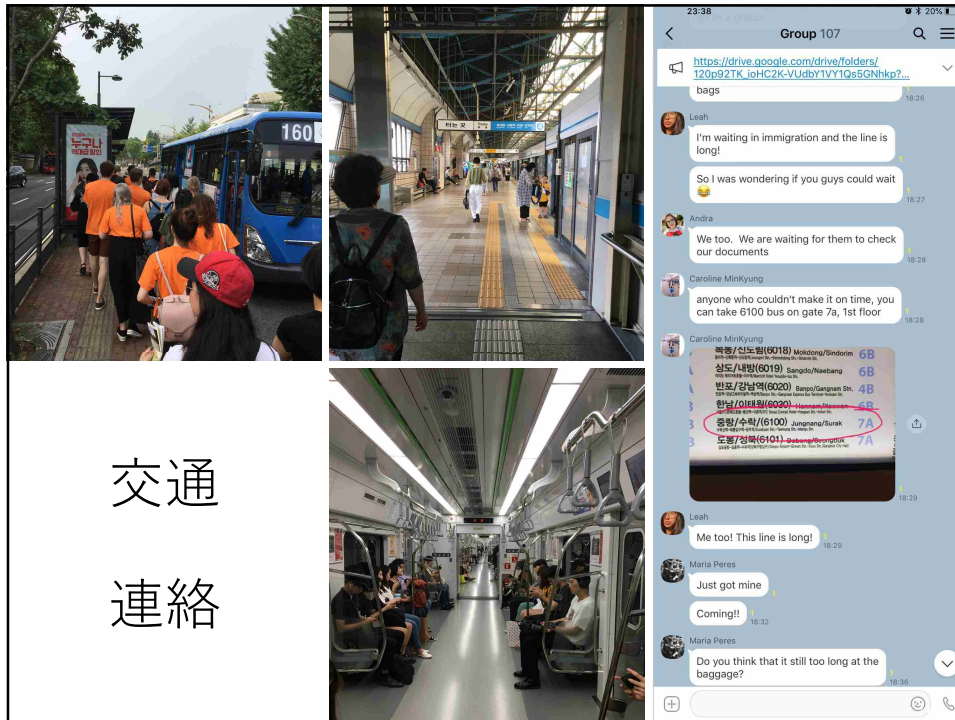 160
누구나
타는 곳
交通
連絡
23:38
20%
Group 107
https://drive.google.com/drive/folders/
120p92TK_ioHC2K-VUdbY1VY1Qs5GNhkp?...
bags
18:26
Leah
I'm waiting in immigration and the line is
long!
So I was wondering if you guys could wait
😂
18:27
Andra
We too. We are waiting for them to check
our documents
18:28
Caroline MinKyung
anyone who couldn't make it on time, you
can take 6100 bus on gate 7a, 1st floor
18:28
Caroline MinKyung
목동/신도림(6018) Mokdong/Sindorim 6B
상도/내방(6019) Sangdo/Naebang 6B
반포/강남역(6020) Banpo/Gangnam Stn. 4B
한남/이태원(6030) Hannam/Itaewon 6B
중랑/수락/(6100) Jungnang/Surak 7A
도봉/성북(6101) Dobong/Seongbuk 7A
18:29
Leah
Me too! This line is long!
18:29
Maria Peres
Just got mine
Coming!!
18:32
Maria Peres
Do you think that it still too long at the
baggage?
18:36